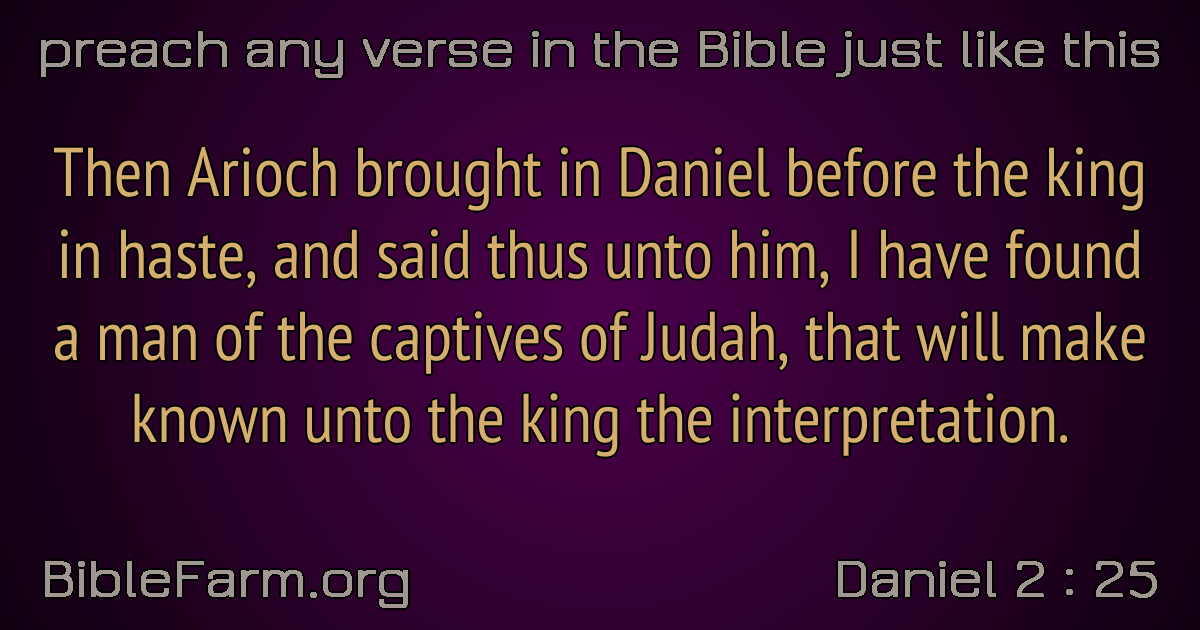 preach any verse in the Bible just like this
Then Arioch brought in Daniel before the king
in haste, and said thus unto him, I have found
a man of the captives of Judah, that will make
known unto the king the interpretation.
BibleFarm.org
Daniel 2 : 25